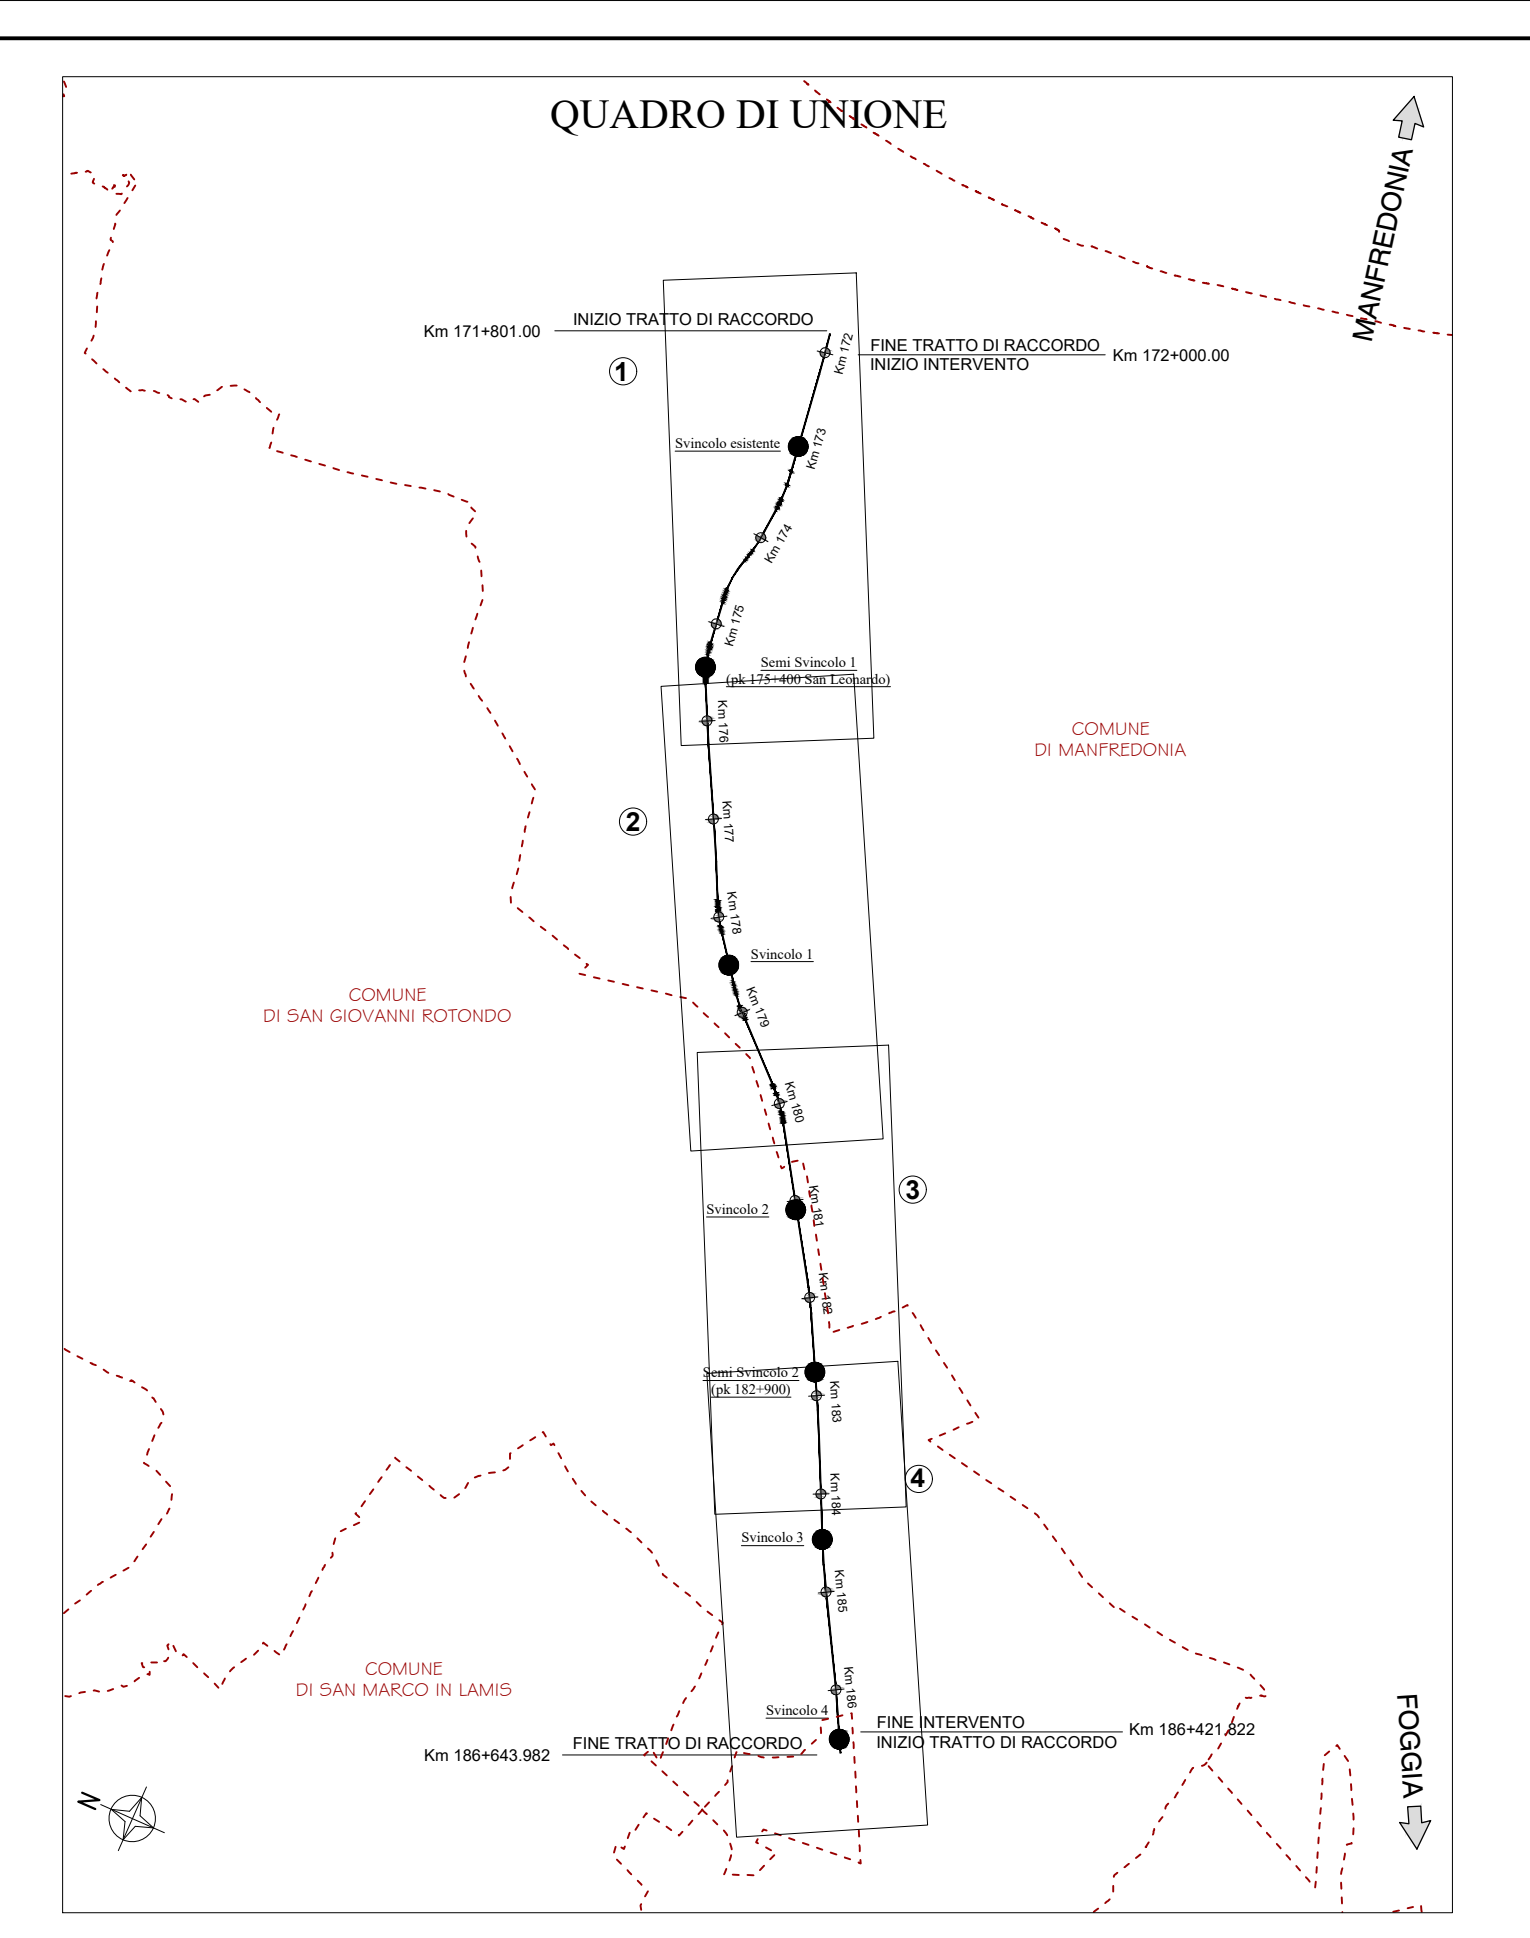 QUADRO DI UNIONE
MANFREDONIA
INIZIO TRATTO DI RACCORDO
Km 171+801.00
Km 172
FINE TRATTO DI RACCORDO
INIZIO INTERVENTO
Km 172+000.00
1
Svincolo esistente
Km 173
Km 174
Km 175
Semi Svincolo 1
(pk 175+400 San Leonardo)
Km 176
COMUNE
DI MANFREDONIA
2
Km 177
Km 178
Svincolo 1
COMUNE
DI SAN GIOVANNI ROTONDO
Km 179
Km 180
3
Svincolo 2
Km 181
Km 182
Semi Svincolo 2
(pk 182+900)
Km 183
4
Km 184
Svincolo 3
Km 185
COMUNE
DI SAN MARCO IN LAMIS
Km 186
Svincolo 4
FINE INTERVENTO
INIZIO TRATTO DI RACCORDO
Km 186+421.822
FINE TRATTO DI RACCORDO
Km 186+643.982
FOGGIA
N